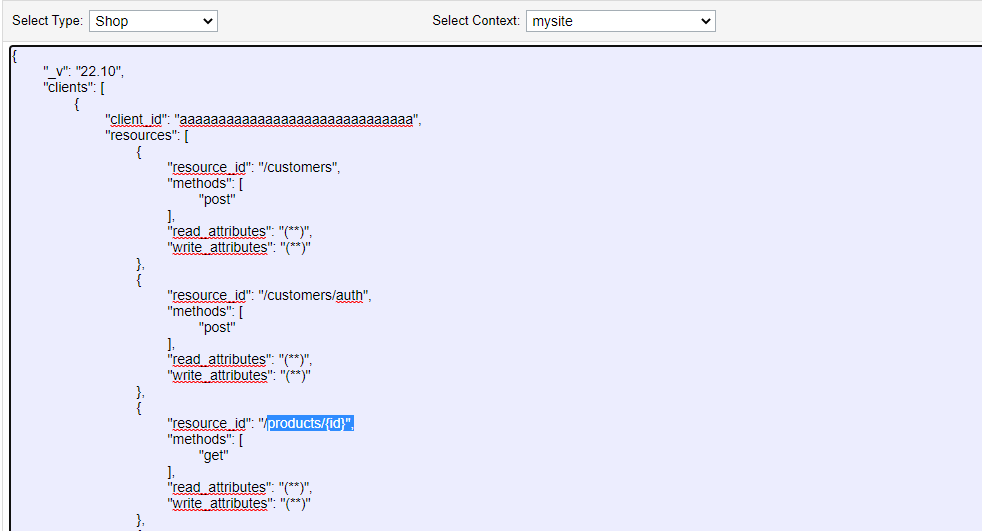 Select Type: Shop Select Context: mysite
{
"_v": "22.10",
"clients": [
{
"client_id": "aaaaaaaaaaaaaaaaaaaaaaaaaaaaaa",
"resources": [
{
"resource_id": "/customers",
"methods": [
"post"
],
"read_attributes": "(**)",
"write_attributes": "(**)"
},
{
"resource_id": "/customers/auth",
"methods": [
"post"
],
"read_attributes": "(**)",
"write_attributes": "(**)"
},
{
"resource_id": "/products/{id}",
"methods": [
"get"
],
"read_attributes": "(**)",
"write_attributes": "(**)"
},